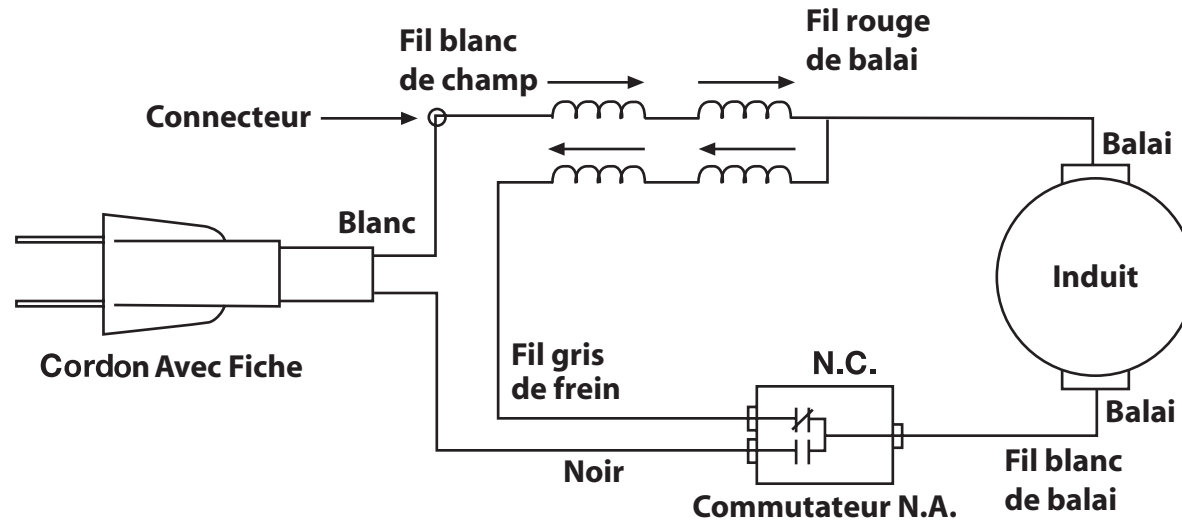 Fil rouge
de balai
Fil blanc
de champ
Connecteur
Balai
Blanc
Induit
Cordon Avec Fiche
Fil gris
de frein
N.C.
Balai
Noir
Fil blanc
de balai
Commutateur N.A.